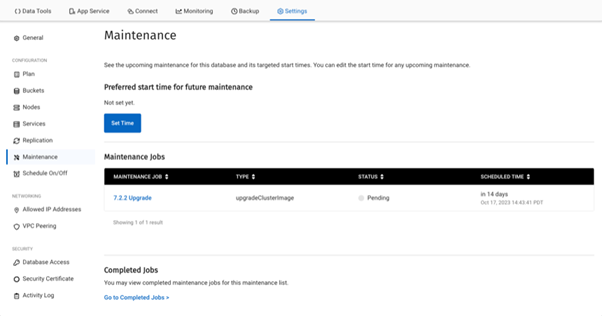 Data Tools App Service Connect Monitoring Backup Settings
General
CONFIGURATION
Plan
Buckets
Nodes
Services
Replication
Maintenance
Schedule On/Off
NETWORKING
Allowed IP Addresses
VPC Peering
SECURITY
Database Access
Security Certificate
Activity Log
Maintenance
See the upcoming maintenance for this database and its targeted start times. You can edit the start time for any upcoming maintenance.
Preferred start time for future maintenance
Not set yet.
Set Time
Maintenance Jobs
MAINTENANCE JOB TYPE STATUS SCHEDULED TIME
7.2.2 Upgrade upgradeClusterImage Pending in 14 days
Oct 17, 2023 14:43:41 PDT
Showing 1 of 1 result
Completed Jobs
You may view completed maintenance jobs for this maintenance list.
Go to Completed Jobs >